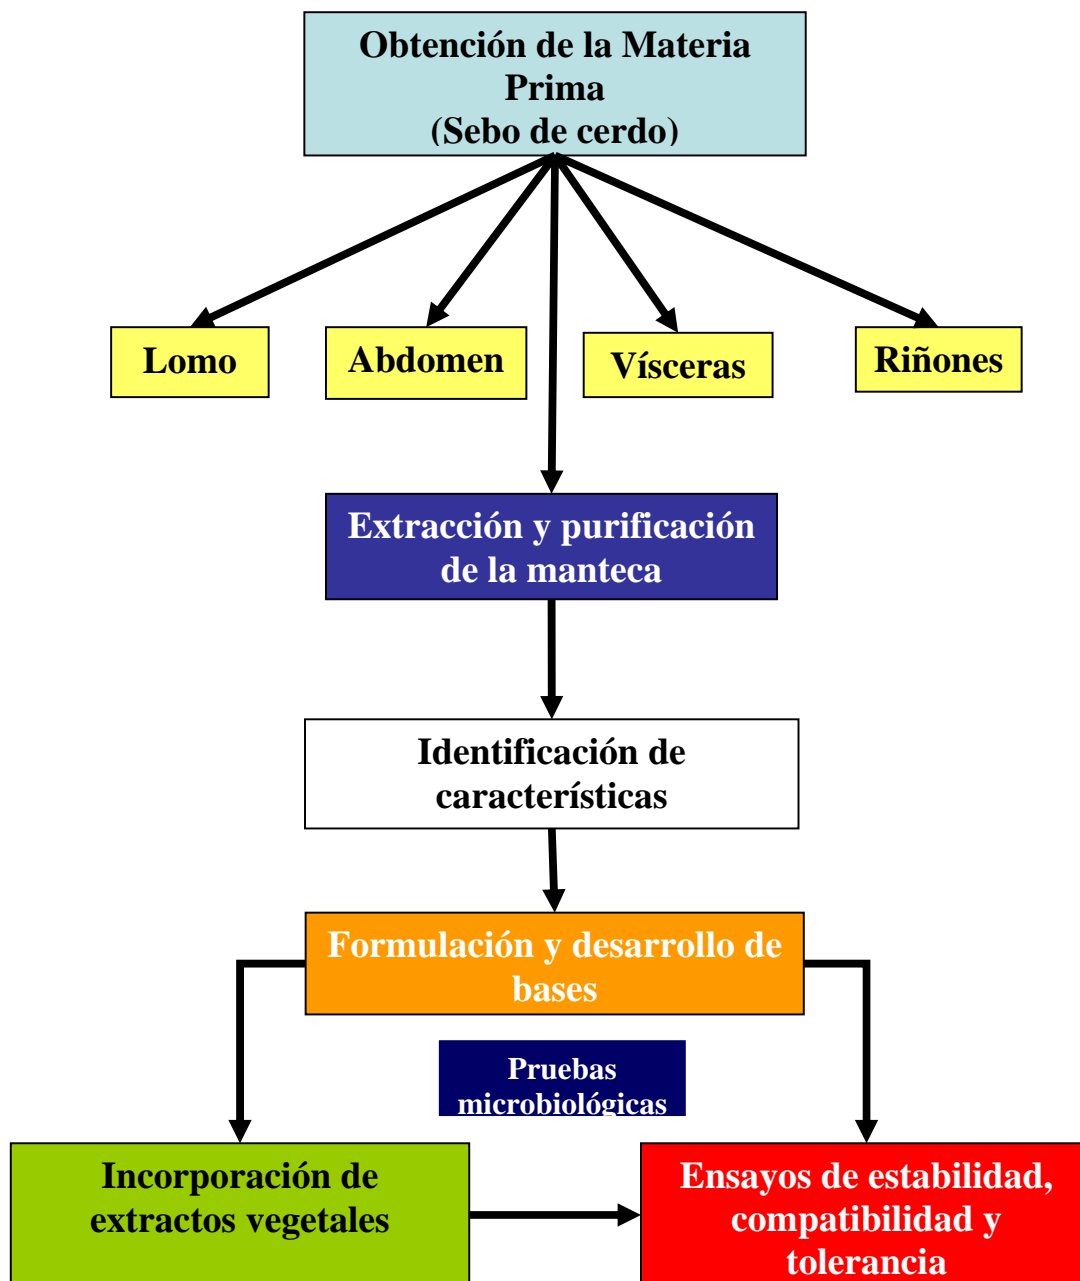 Obtención de la Materia
Prima
(Sebo de cerdo)
Lomo
Abdomen
Vísceras
Riñones
Extracción y purificación
de la manteca
Identificación de
características
Formulación y desarrollo de
bases
Pruebas
microbiológicas
Incorporación de
extractos vegetales
Ensayos de estabilidad,
compatibilidad y
tolerancia